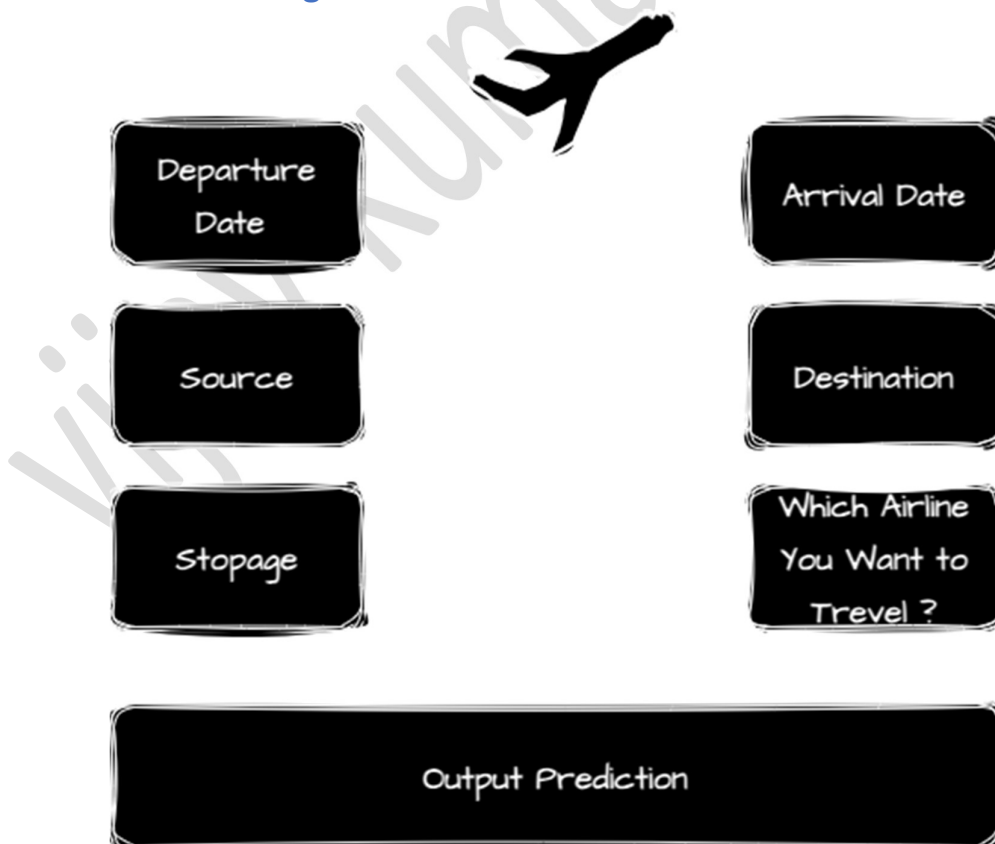 Departure
Date
Arrival Date
Source
Destination
Stopage
Which Airline
You Want to
Trevel ?
Output Prediction